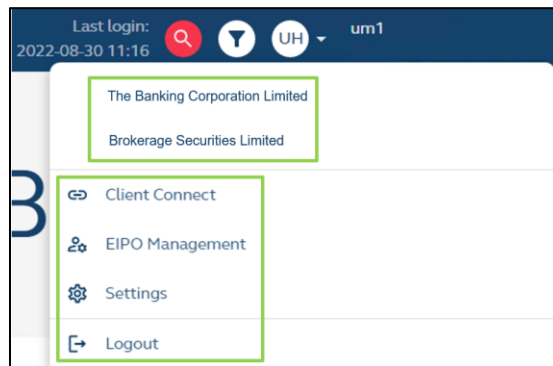 Last login:
2022-08-30 11:16
UH
um1
The Banking Corporation Limited
Brokerage Securities Limited
B
Client Connect
EIPO Management
Settings
Logout